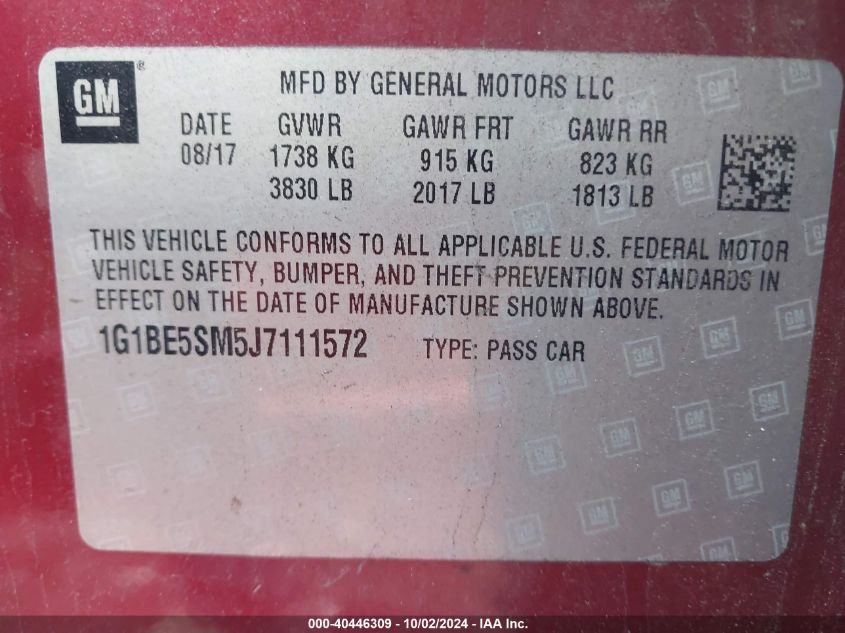 GM ®
MFD BY GENERAL MOTORS LLC
DATE GVWR GAWR FRT GAWR RR
08/17 1738 KG 915 KG 823 KG
3830 LB 2017 LB 1813 LB
THIS VEHICLE CONFORMS TO ALL APPLICABLE U.S. FEDERAL MOTOR
VEHICLE SAFETY, BUMPER, AND THEFT PREVENTION STANDARDS IN
EFFECT ON THE DATE OF MANUFACTURE SHOWN ABOVE.
1G1BE5SM5J7111572 TYPE: PASS CAR
000-40446309 - 10/02/2024 - IAA Inc.